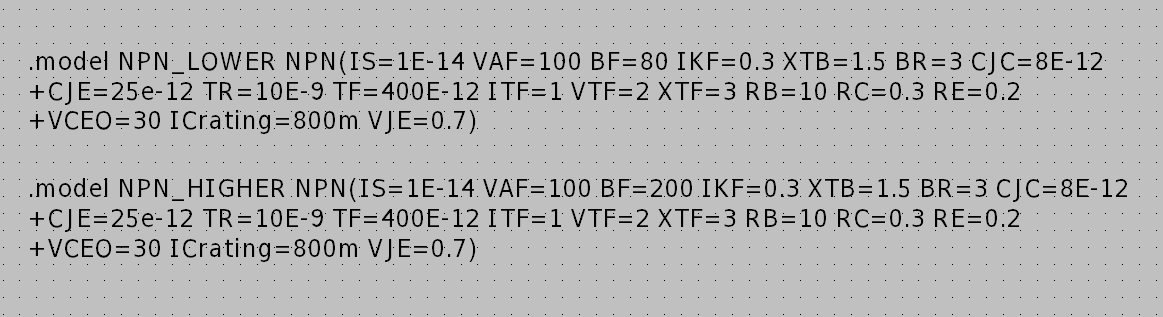 .model NPN_LOWER NPN(IS=1E-14 VAF=100 BF=80 IKF=0.3 XTB=1.5 BR=3 CJC=8E-12
+CJE=25e-12 TR=10E-9 TF=400E-12 ITF=1 VTF=2 XTF=3 RB=10 RC=0.3 RE=0.2
+VCEO=30 ICrating=800m VJE=0.7)
.model NPN_HIGHER NPN(IS=1E-14 VAF=100 BF=200 IKF=0.3 XTB=1.5 BR=3 CJC=8E-12
+CJE=25e-12 TR=10E-9 TF=400E-12 ITF=1 VTF=2 XTF=3 RB=10 RC=0.3 RE=0.2
+VCEO=30 ICrating=800m VJE=0.7)